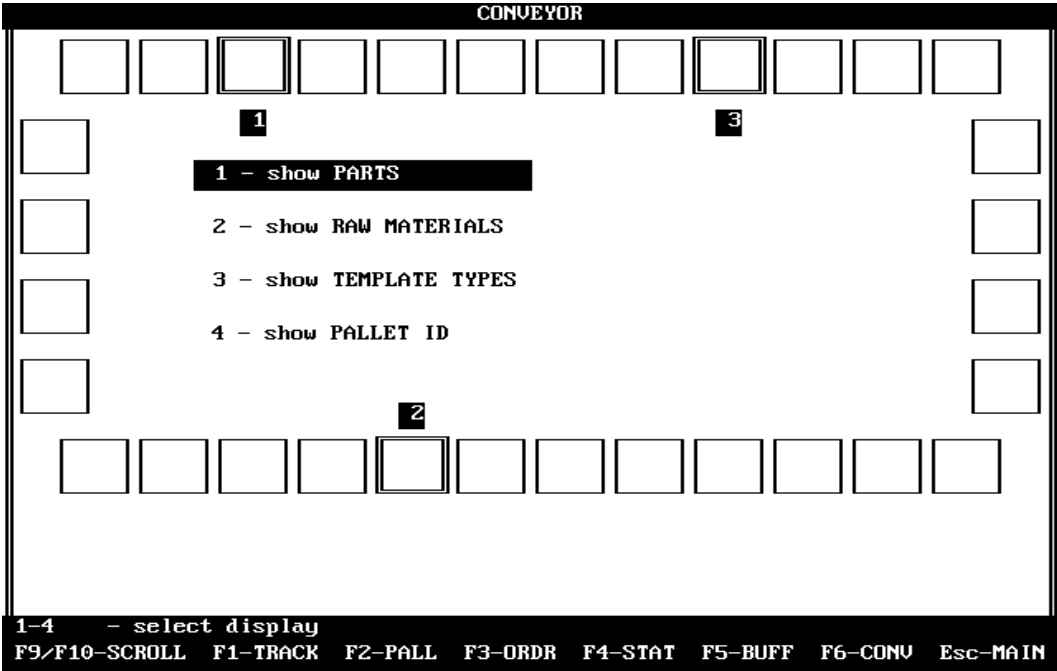 CONVEYOR
1 3
1 - show PARTS
2 - show RAW MATERIALS
3 - show TEMPLATE TYPES
4 - show PALLET ID
2
1-4 - select display
F9/F10-SCROLL F1-TRACK F2-PALL F3-ORDR F4-STAT F5-BUFF F6-CONV Esc-MAIN